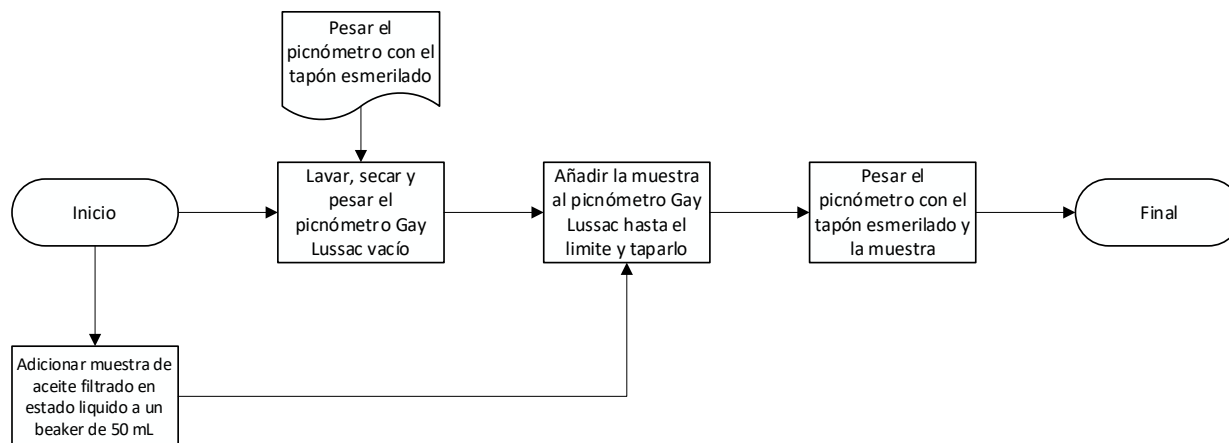 Pesar el
picnómetro con el
tapón esmerilado
Inicio
Lavar, secar y
pesar el
picnómetro Gay
Lussac vacío
Añadir la muestra
al picnómetro Gay
Lussac hasta el
limite y taparlo
Pesar el
picnómetro con el
tapón esmerilado y
la muestra
Final
Adicionar muestra de
aceite filtrado en
estado liquido a un
beaker de 50 mL